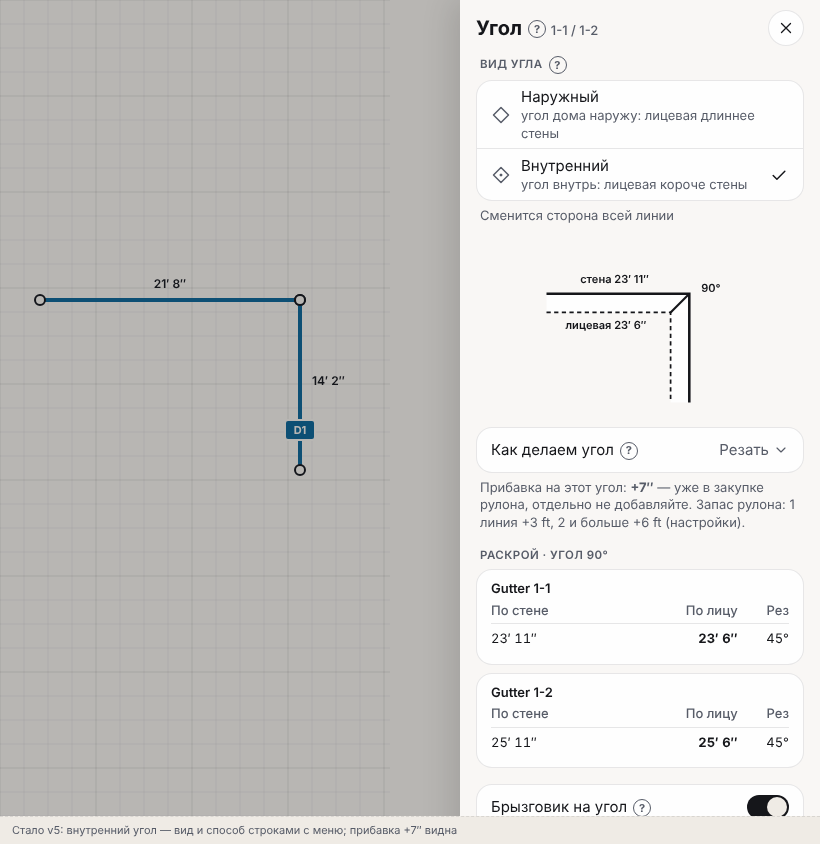 Угол ? 1-1 / 1-2
ВИД УГЛА ?
Наружный
угол дома наружу: лицевая длиннее
стены
Внутренний
угол внутрь: лицевая короче стены
Сменится сторона всей линии
21′ 8″
14′ 2″
D1
стена 23′ 11″
90°
лицевая 23′ 6″
Как делаем угол ? Резать
Прибавка на этот угол: +7″ — уже в закупке
рулона, отдельно не добавляйте. Запас рулона: 1
линия +3 ft, 2 и больше +6 ft (настройки).
РАСКРОЙ · УГОЛ 90°
Gutter 1-1
По стене По лицу Рез
23′ 11″ 23′ 6″ 45°
Gutter 1-2
По стене По лицу Рез
25′ 11″ 25′ 6″ 45°
Брызговик на угол ?
Стало v5: внутренний угол — вид и способ строками с меню; прибавка +7″ видна